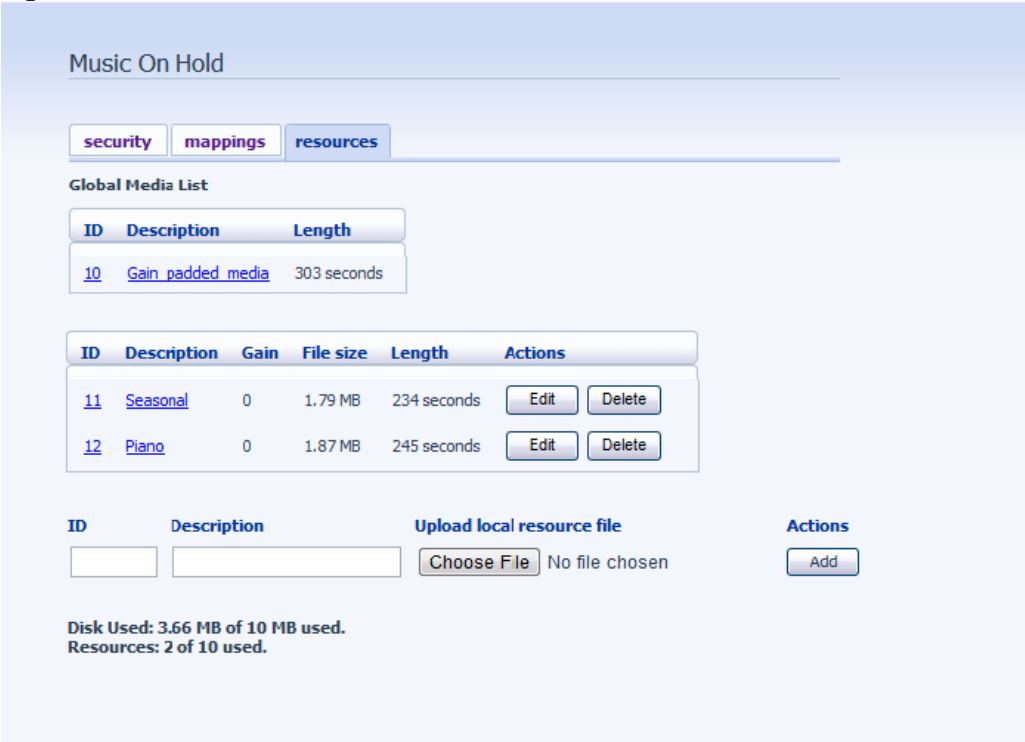 Music On Hold
security mappings resources
Global Media List
ID Description Length
10 Gain_padded_media 303 seconds
ID Description Gain File size Length Actions
11 Seasonal 0 1.79 MB 234 seconds Edit Delete
12 Piano 0 1.87 MB 245 seconds Edit Delete
ID Description Upload local resource file Actions
Choose File No file chosen Add
Disk Used: 3.66 MB of 10 MB used.
Resources: 2 of 10 used.